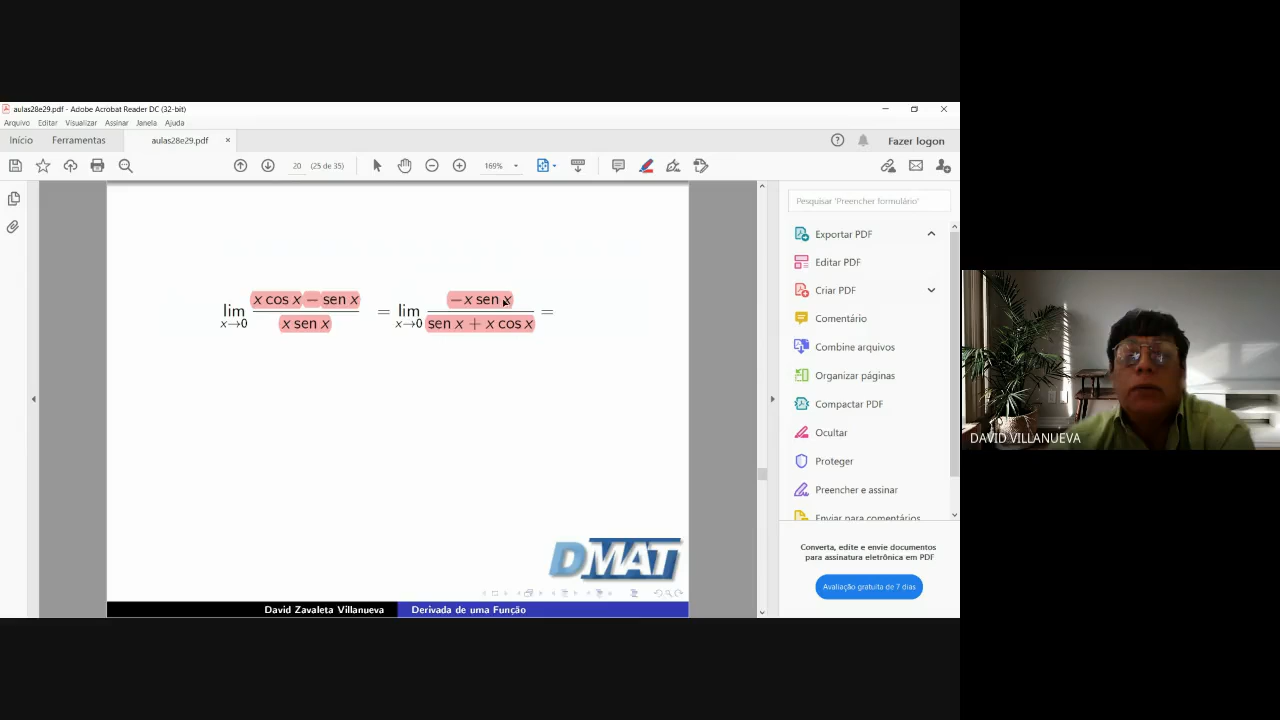 aulas28e29.pdf - Adobe Acrobat Reader DC (32-bit)
Arquivo Editar Visualizar Assinar Janela Ajuda
Início Ferramentas aulas28e29.pdf × Fazer logon
20 (25 de 35) 169%
Pesquisar 'Preencher formulário'
Exportar PDF
Editar PDF
Criar PDF
Comentário
Combine arquivos
Organizar páginas
Compactar PDF
Ocultar
Proteger
Preencher e assinar
Enviar para comentários
Converta, edite e envie documentos
para assinatura eletrônica em PDF
Avaliação gratuita de 7 dias
x cos x − sen x −x sen x
lim = lim =
x→0 x sen x x→0 sen x + x cos x
DMAT
David Zavaleta Villanueva Derivada de uma Função
DAVID VILLANUEVA